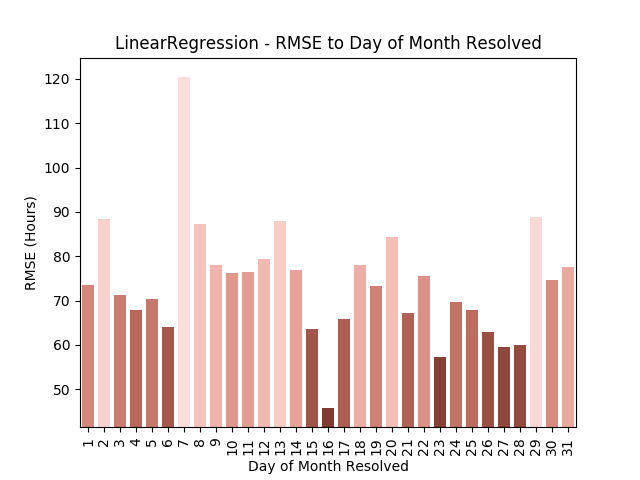 LinearRegression - RMSE to Day of Month Resolved
120
110
100
90
80
70
60
50
RMSE (Hours)
1 2 3 4 5 6 7 8 9 10 11 12 13 14 15 16 17 18 19 20 21 22 23 24 25 26 27 28 29 30 31
Day of Month Resolved